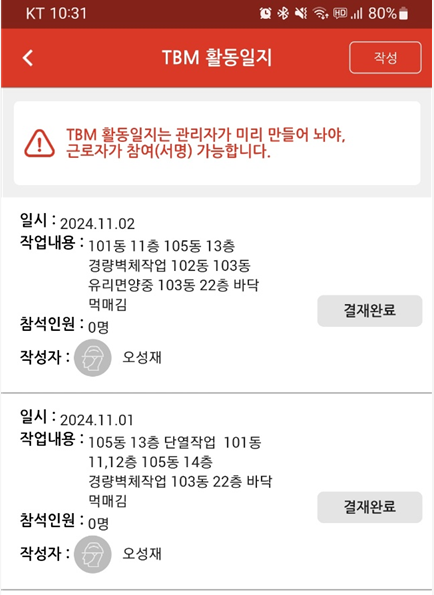 KT 10:31 HD 80%
TBM 활동일지
작성
TBM 활동일지는 관리자가 미리 만들어 놔야,
근로자가 참여(서명) 가능합니다.
일시 : 2024.11.02
작업내용 : 101동 11층 105동 13층
경량벽체작업 102동 103동
유리면양중 103동 22층 바닥
먹매김
결재완료
참석인원 : 0명
작성자 : 오성재
일시 : 2024.11.01
작업내용 : 105동 13층 단열작업 101동
11,12층 105동 14층
경량벽체작업 103동 22층 바닥
먹매김
결재완료
참석인원 : 0명
작성자 : 오성재